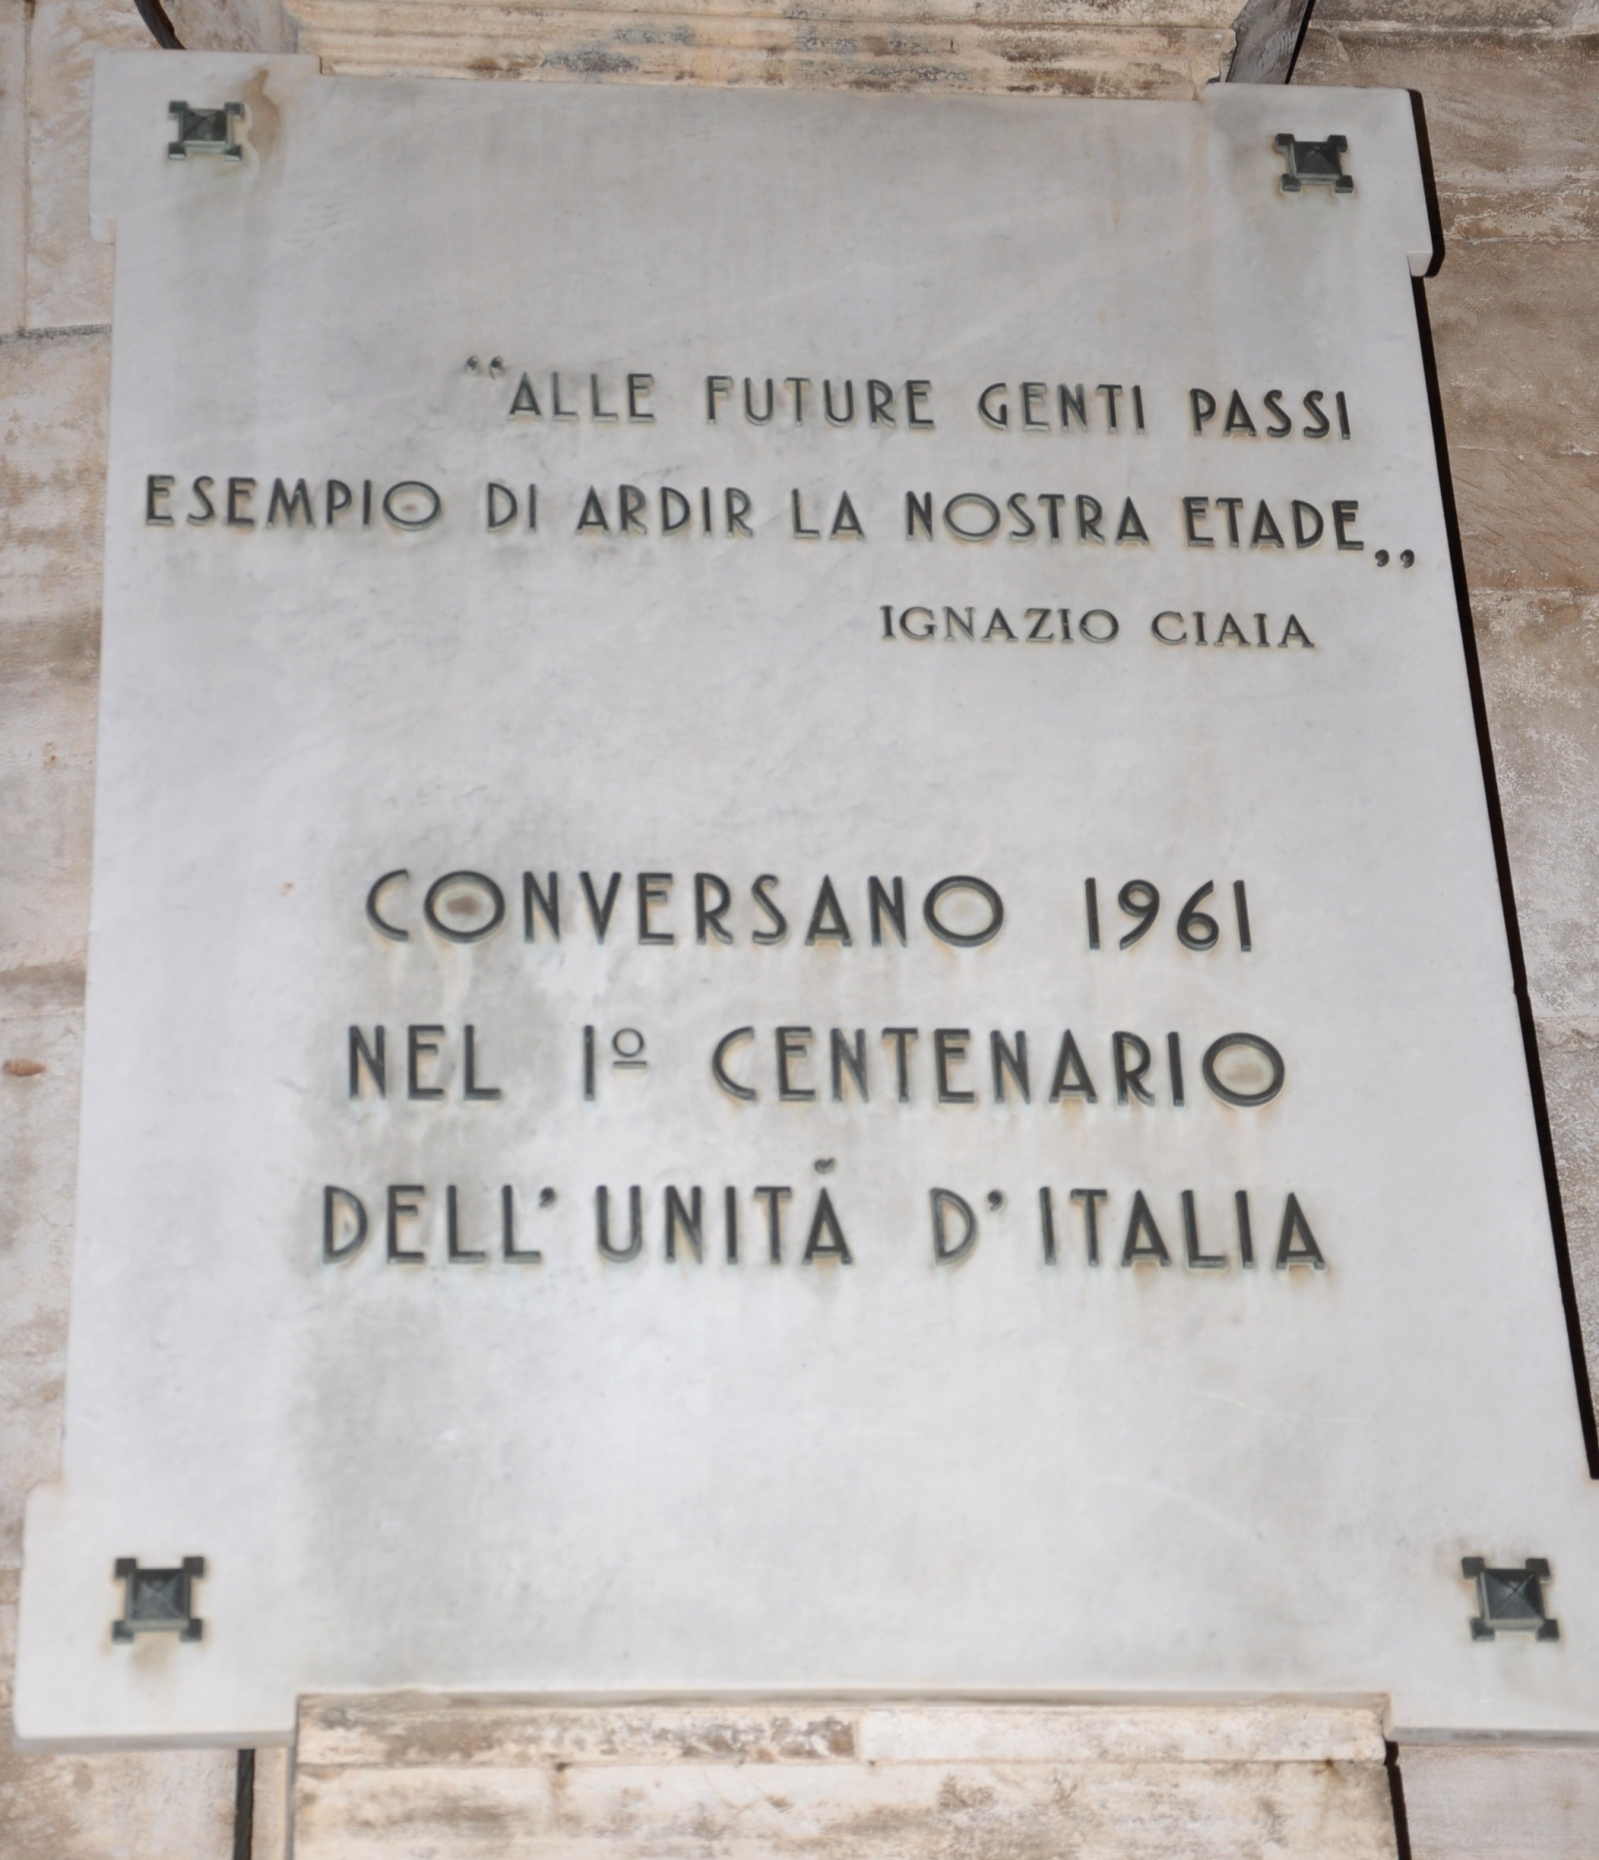 “ALLE FUTURE GENTI PASSI
ESEMPIO DI ARDIR LA NOSTRA ETADE„
IGNAZIO CIAIA
CONVERSANO 1961
NEL 1º CENTENARIO
DELL'UNITÀ D'ITALIA